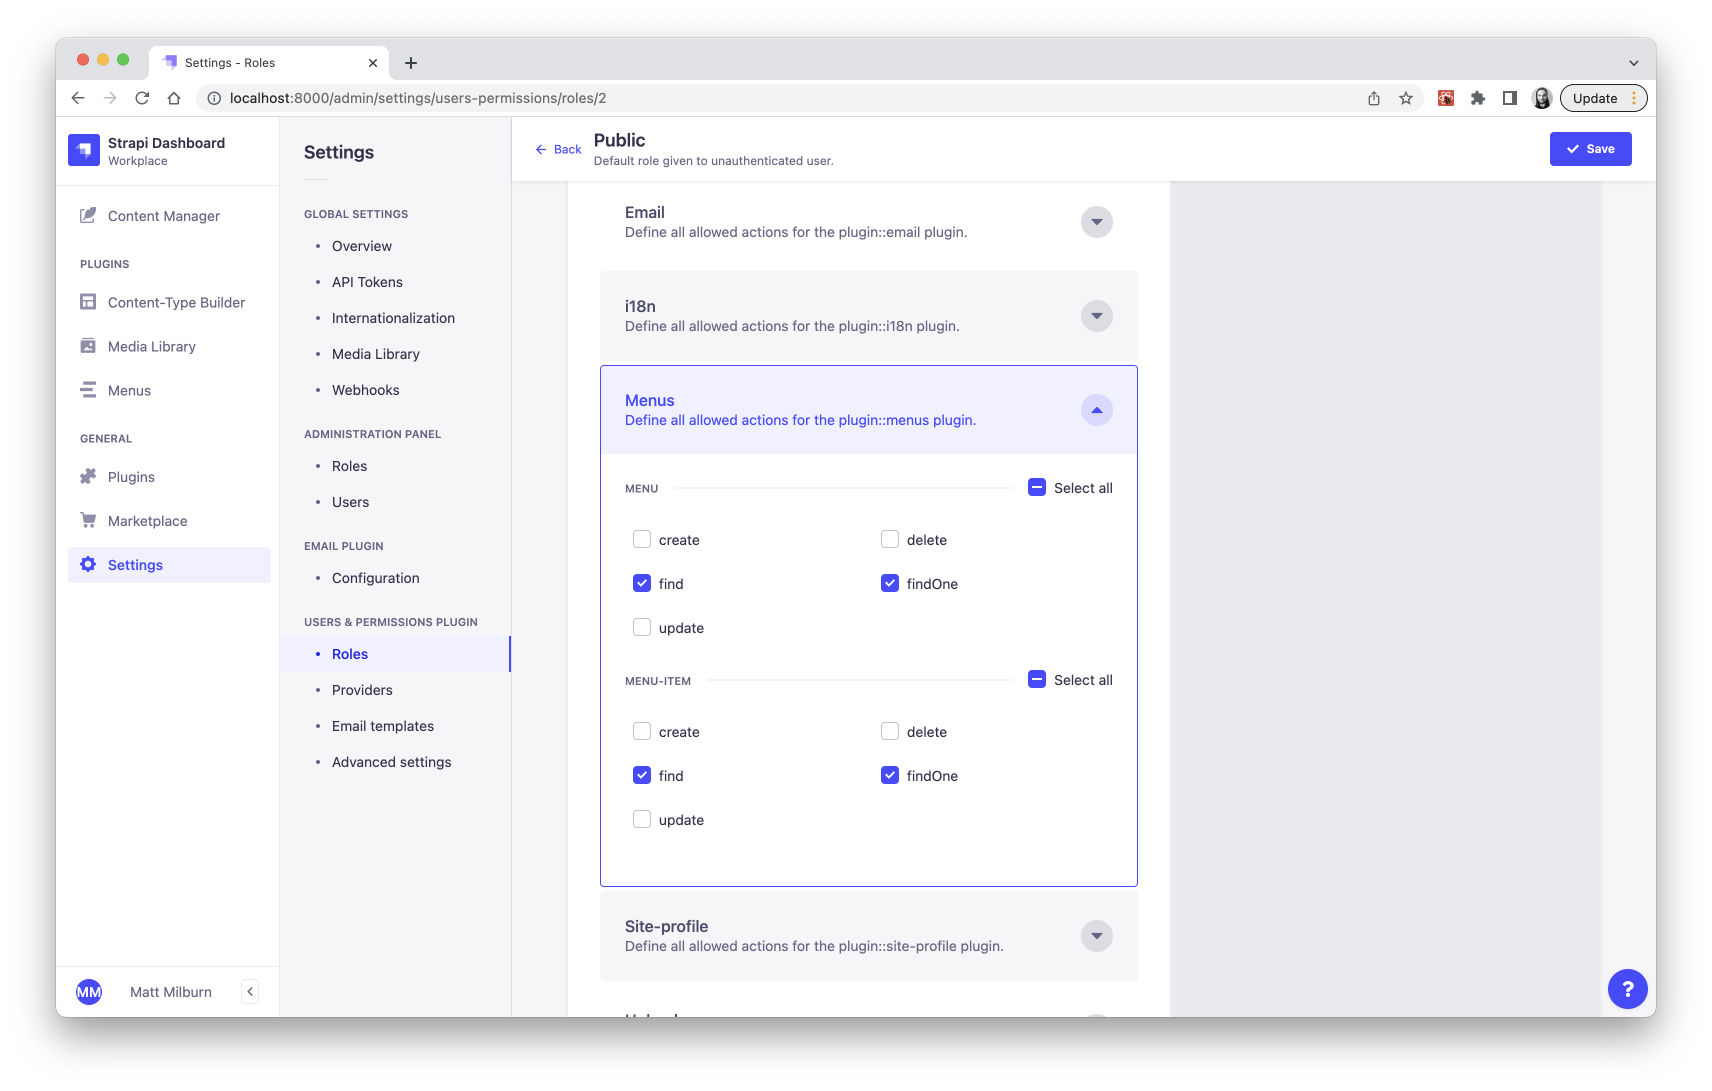 Settings - Roles
localhost:8000/admin/settings/users-permissions/roles/2
Update
Strapi Dashboard
Workplace
Content Manager
PLUGINS
Content-Type Builder
Media Library
Menus
GENERAL
Plugins
Marketplace
Settings
MM
Matt Milburn
Settings
GLOBAL SETTINGS
Overview
API Tokens
Internationalization
Media Library
Webhooks
ADMINISTRATION PANEL
Roles
Users
EMAIL PLUGIN
Configuration
USERS & PERMISSIONS PLUGIN
Roles
Providers
Email templates
Advanced settings
Back
Public
Default role given to unauthenticated user.
Save
Email
Define all allowed actions for the plugin::email plugin.
i18n
Define all allowed actions for the plugin::i18n plugin.
Menus
Define all allowed actions for the plugin::menus plugin.
MENU
Select all
create
delete
find
findOne
update
MENU-ITEM
Select all
create
delete
find
findOne
update
Site-profile
Define all allowed actions for the plugin::site-profile plugin.
?